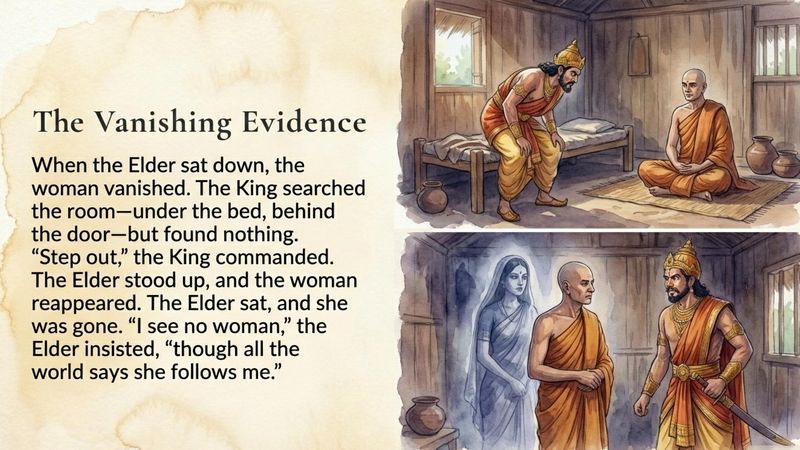 The Vanishing Evidence
When the Elder sat down, the
woman vanished. The King searched
the room—under the bed, behind
the door—but found nothing.
“Step out,” the King commanded.
The Elder stood up, and the woman
reappeared. The Elder sat, and she
was gone. “I see no woman,” the
Elder insisted, “though all the
world says she follows me.”